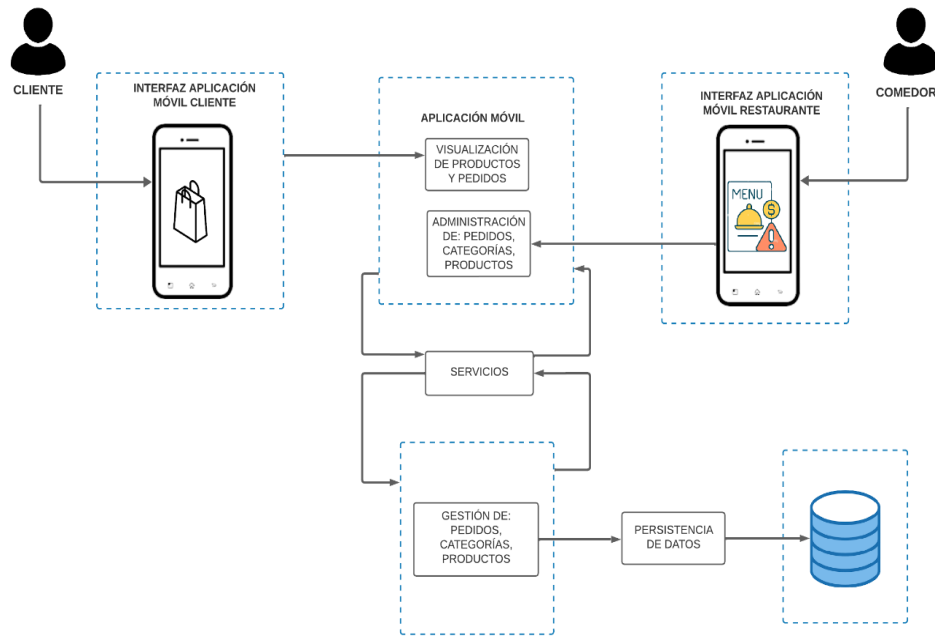 CLIENTE
INTERFAZ APLICACIÓN
MÓVIL CLIENTE
APLICACIÓN MÓVIL
VISUALIZACIÓN
DE PRODUCTOS
Y PEDIDOS
ADMINISTRACIÓN
DE: PEDIDOS,
CATEGORÍAS,
PRODUCTOS
INTERFAZ APLICACIÓN
MÓVIL RESTAURANTE
MENU
$
COMEDOR
SERVICIOS
GESTIÓN DE:
PEDIDOS,
CATEGORÍAS,
PRODUCTOS
PERSISTENCIA
DE DATOS